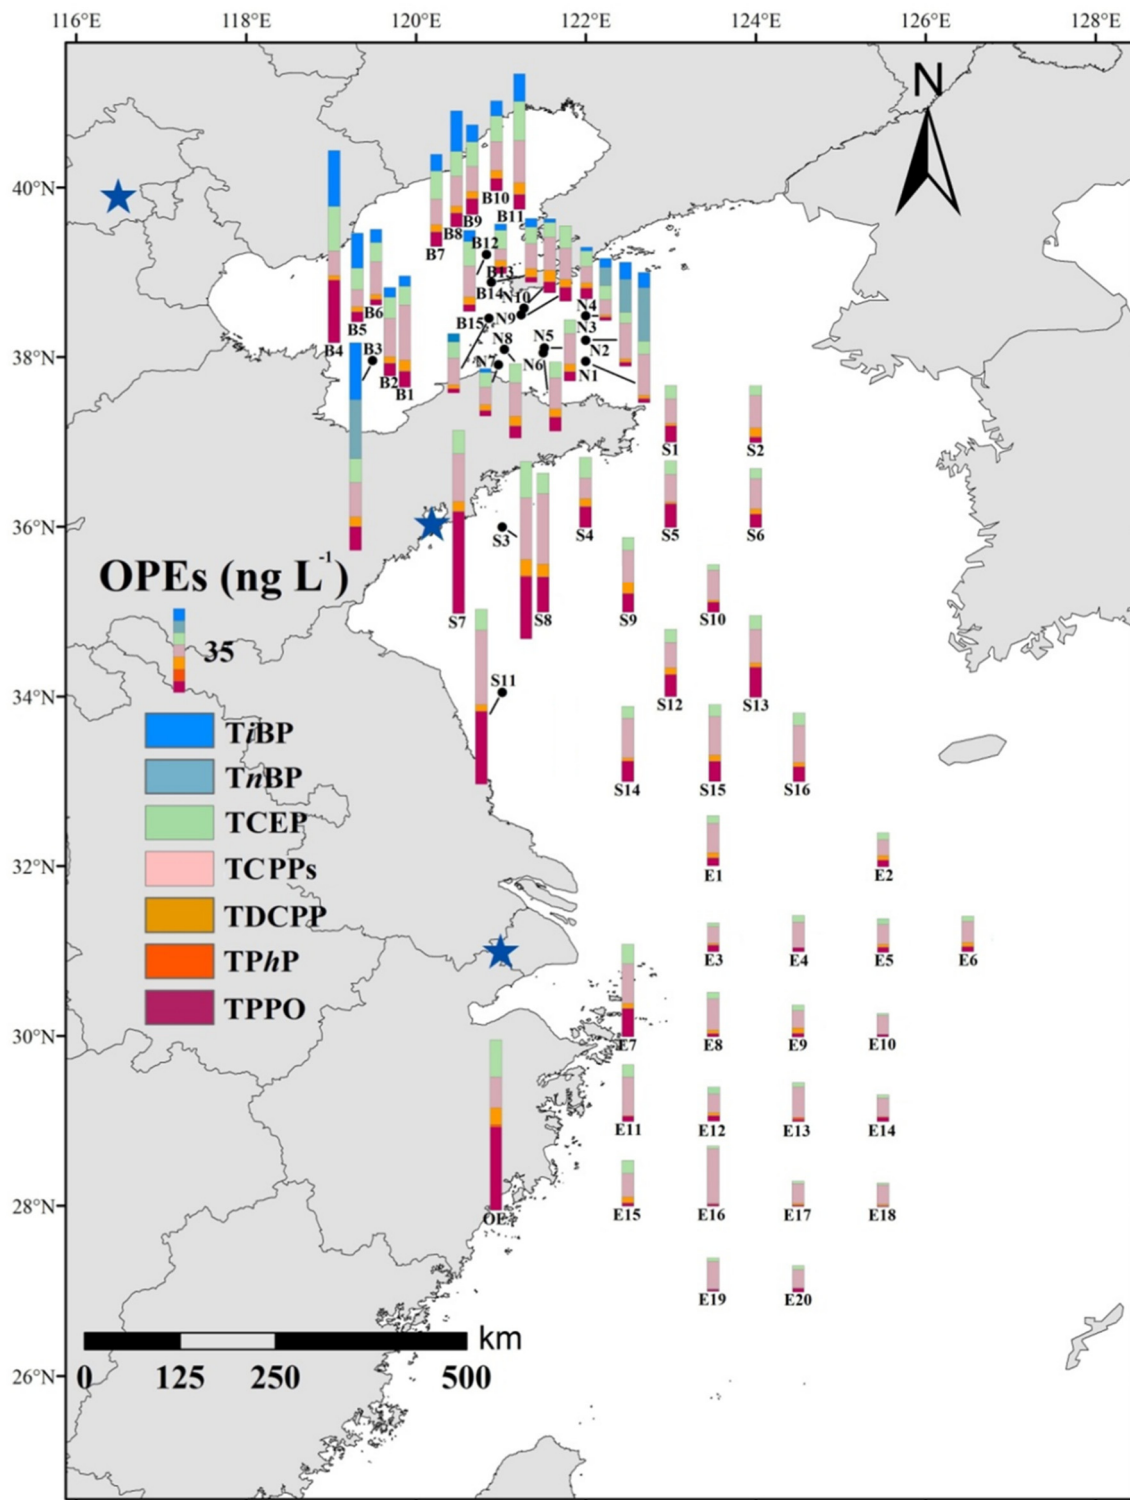 116°E 118°E 120°E 122°E 124°E 126°E 128°E
N
40°N
38°N
36°N
34°N
32°N
30°N
28°N
26°N
B10
B11
B9
B8
B7
B12
B13
B14
N10
N9
N4
N3
B6
B5
B4
B3
B2
B1
B15
N8
N7
N5
N6
N2
N1
S1 S2
S3
S4 S5 S6
S7 S8 S9 S10
S11
S12 S13
S14 S15 S16
OPEs (ng L-1)
35
TiBP
TnBP
TCEP
TCPPs
TDCPP
TPhP
TPPO
E1 E2
E3 E4 E5 E6
E7 E8 E9 E10
E11 E12 E13 E14
E15 E16 E17 E18
OE
E19 E20
km
0 125 250 500